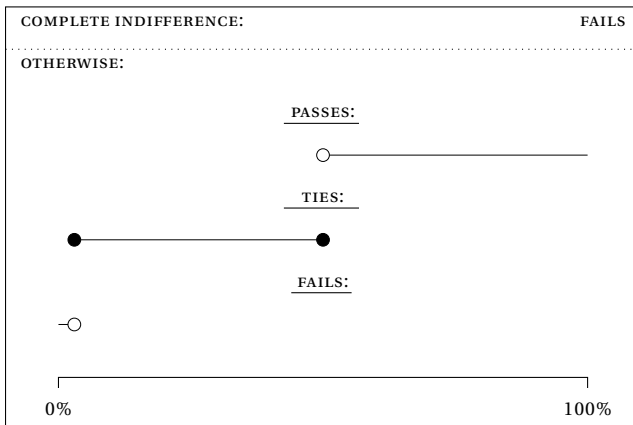 COMPLETE INDIFFERENCE: FAILS
OTHERWISE:
PASSES:
TIES:
FAILS:
0% 100%